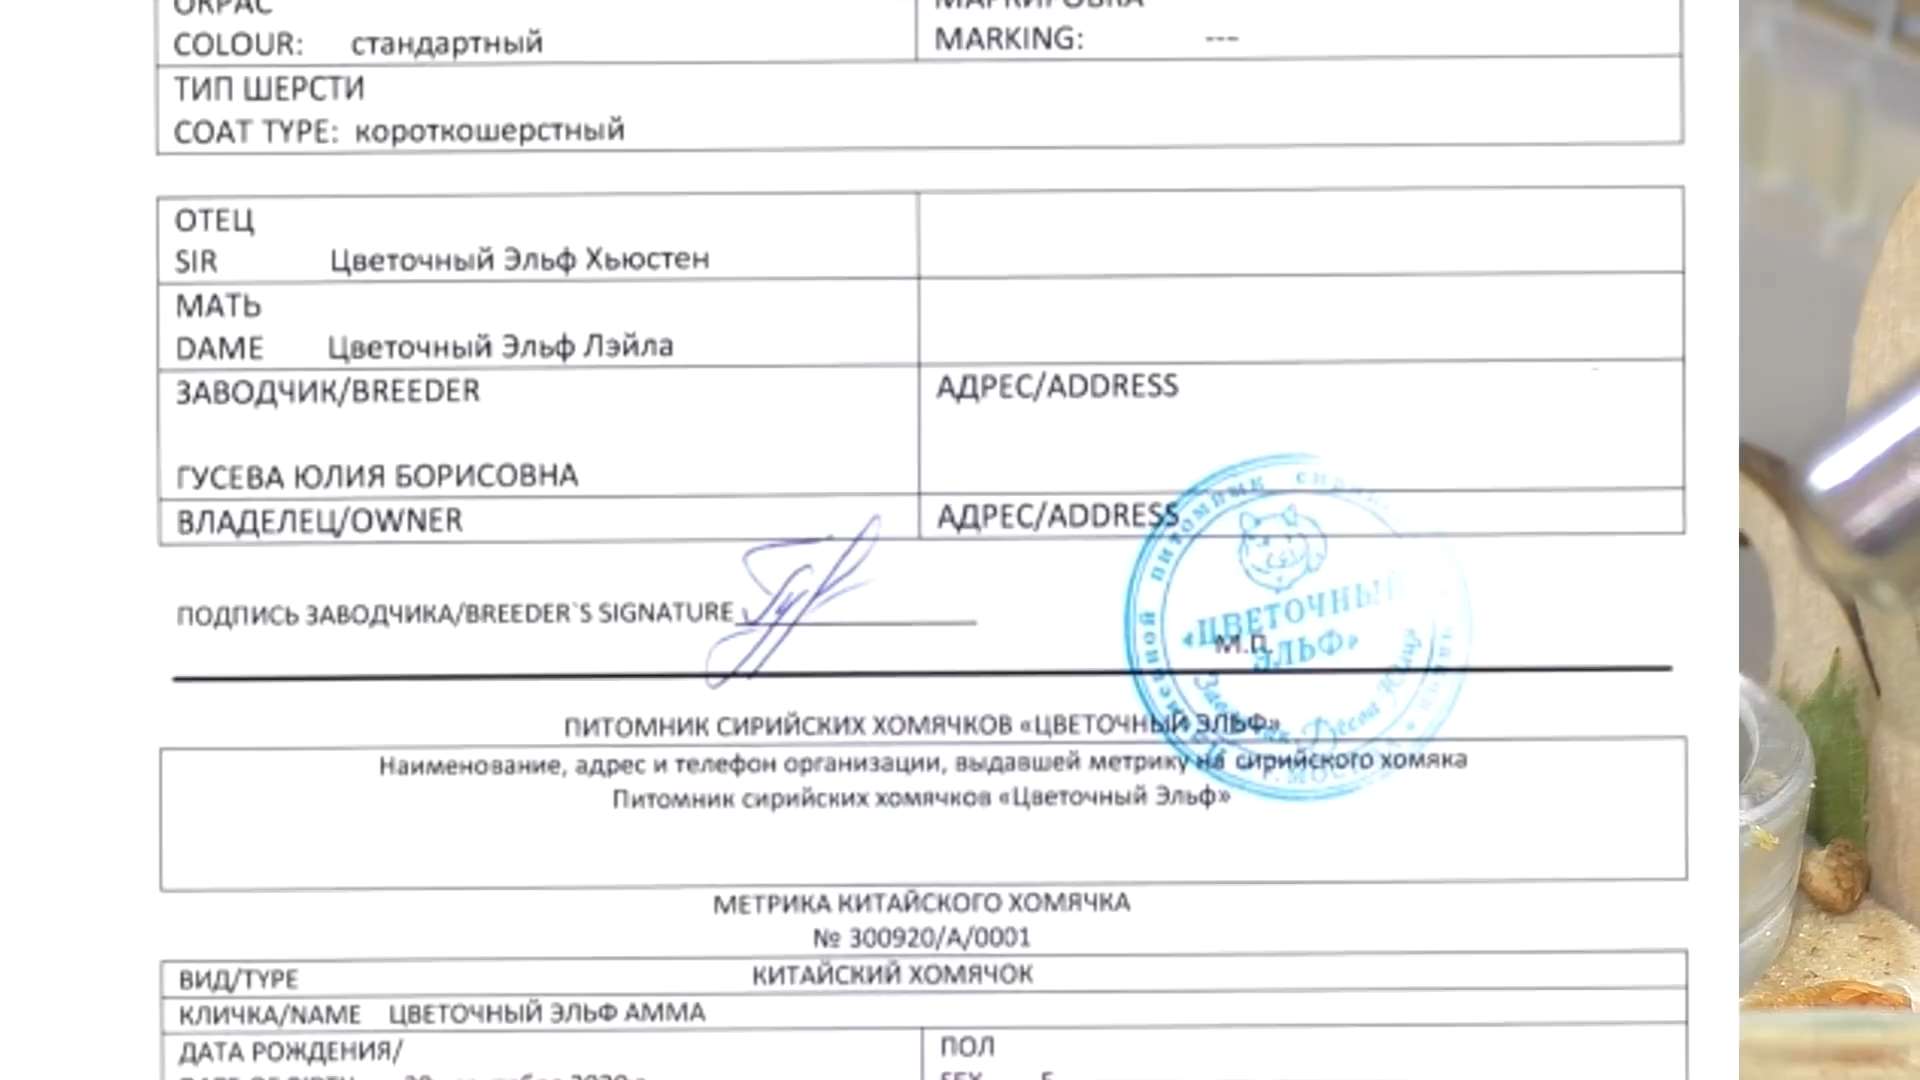 ОКРАС
COLOUR: стандартный
МАРКИРОВКА
MARKING: ---
ТИП ШЕРСТИ
COAT TYPE: короткошерстный
ОТЕЦ
SIR Цветочный Эльф Хьюстен
МАТЬ
DAME Цветочный Эльф Лэйла
ЗАВОДЧИК/BREEDER
ГУСЕВА ЮЛИЯ БОРИСОВНА
АДРЕС/ADDRESS
ВЛАДЕЛЕЦ/OWNER
АДРЕС/ADDRESS
ПОДПИСЬ ЗАВОДЧИКА/BREEDER`S SIGNATURE
М.П.
«ЦВЕТОЧНЫЙ
ЭЛЬФ»
ПИТОМНИК СИРИЙСКИХ ХОМЯЧКОВ «ЦВЕТОЧНЫЙ ЭЛЬФ»
Наименование, адрес и телефон организации, выдавшей метрику на сирийского хомяка
Питомник сирийских хомячков «Цветочный Эльф»
МЕТРИКА КИТАЙСКОГО ХОМЯЧКА
№ 300920/А/0001
ВИД/TYPE КИТАЙСКИЙ ХОМЯЧОК
КЛИЧКА/NAME ЦВЕТОЧНЫЙ ЭЛЬФ АММА
ДАТА РОЖДЕНИЯ/
ПОЛ